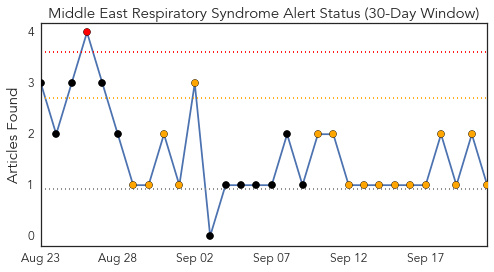 Middle East Respiratory Syndrome Alert Status (30-Day Window)
Articles Found
4
3
2
1
0
Aug 23 Aug 28 Sep 02 Sep 07 Sep 12 Sep 17